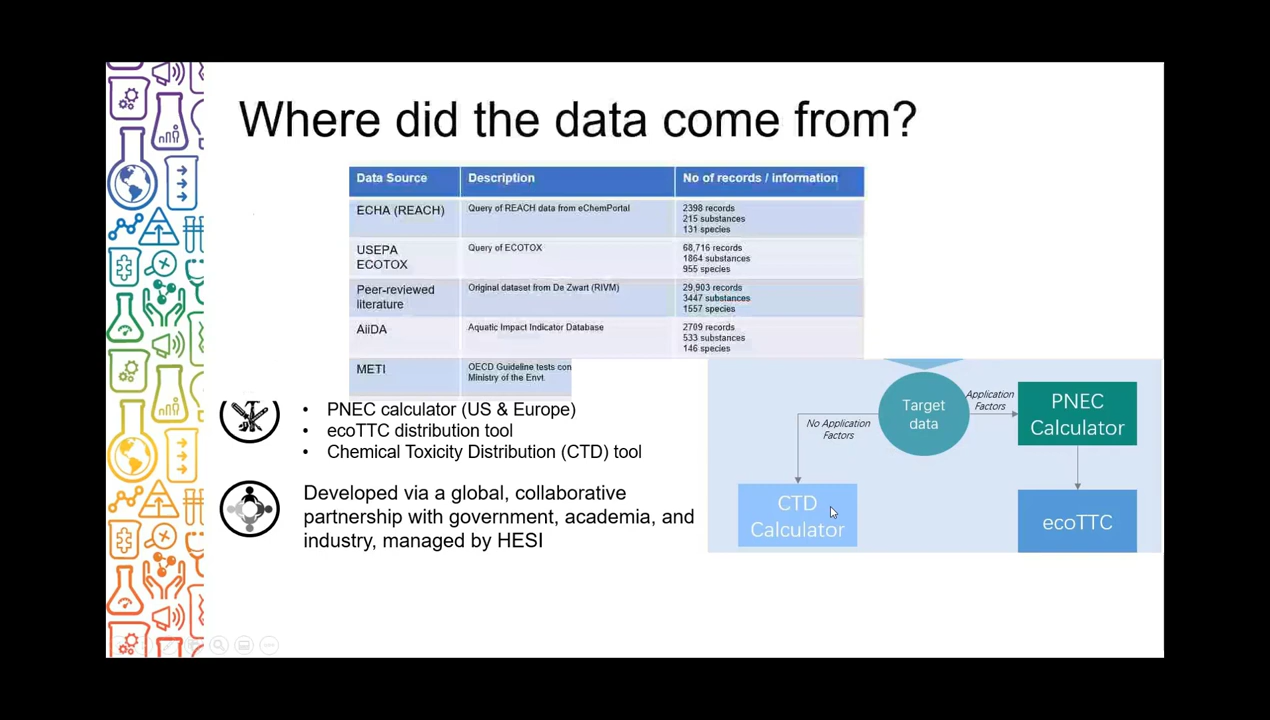 Where did the data come from?
Data Source Description No of records / information
ECHA (REACH) Query of REACH data from eChemPortal 2398 records
215 substances
131 species
USEPA
ECOTOX
Query of ECOTOX
68,716 records
1864 substances
955 species
Peer-reviewed
literature
Original dataset from De Zwart (RIVM)
29,903 records
3447 substances
1557 species
AiiDA
Aquatic Impact Indicator Database
2709 records
533 substances
146 species
METI
OECD Guideline tests con
Ministry of the Envt
• PNEC calculator (US & Europe)
• ecoTTC distribution tool
• Chemical Toxicity Distribution (CTD) tool
Developed via a global, collaborative
partnership with government, academia, and
industry, managed by HESI
Target
data
Application
Factors
PNEC
Calculator
No Application
Factors
CTD
Calculator
ecoTTC